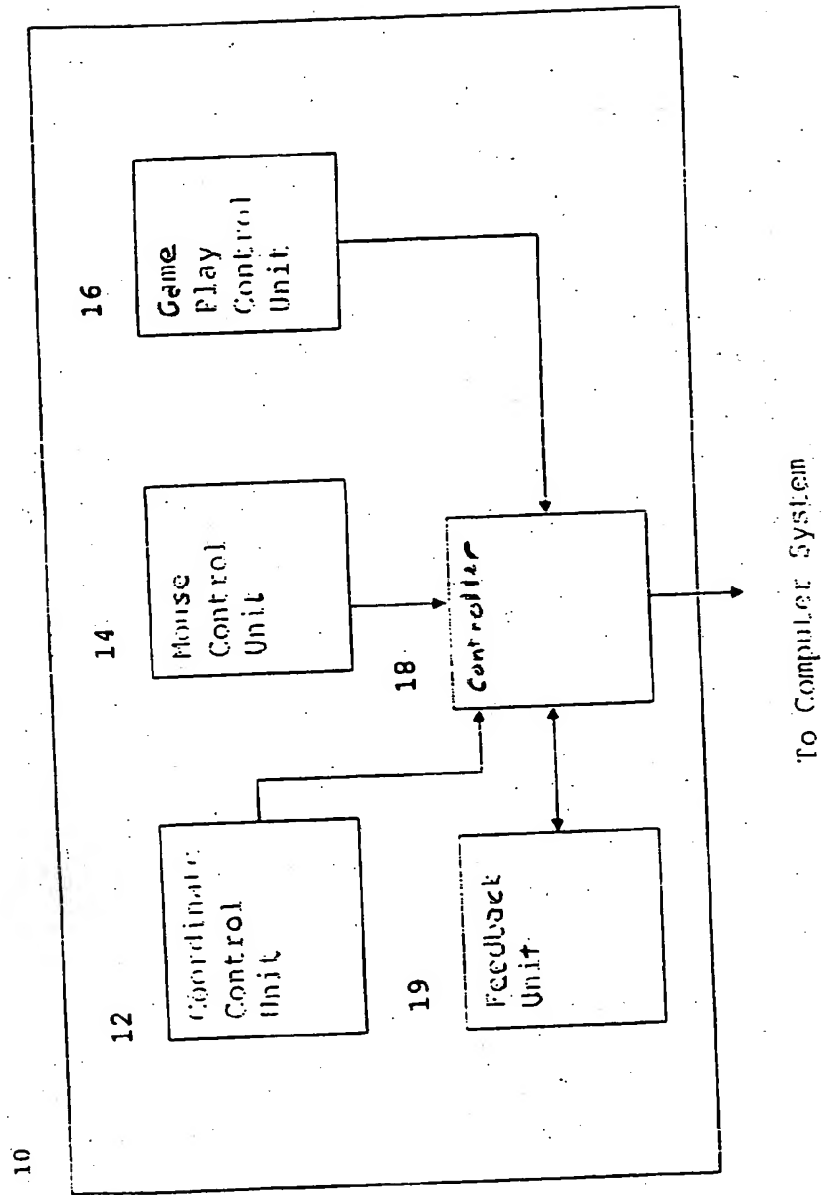 10
12
Coordinate
Control
Unit
14
Mouse
Control
Unit
16
Game
Play
Control
Unit
18
Controller
19
Feedback
Unit
To Computer System